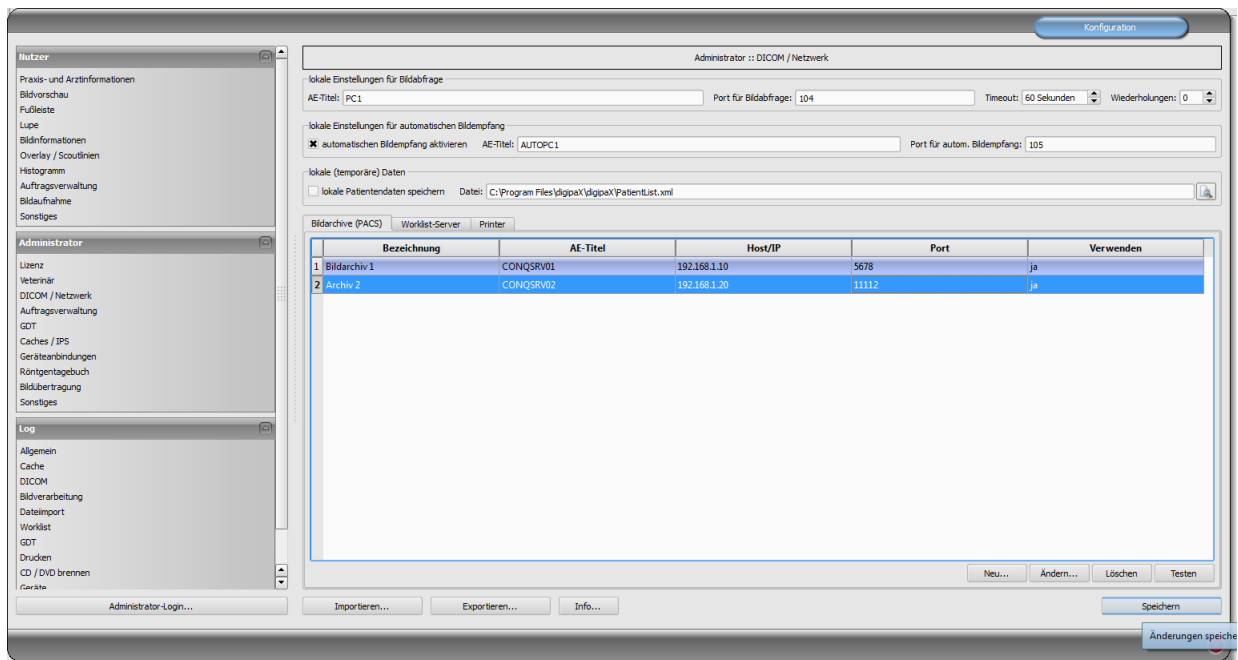 Konfiguration
Nutzer
Praxis- und Arztinformationen
Bildvorschau
Fußleiste
Lupe
Bildinformationen
Overlay / Scoutlinien
Histogramm
Auftragsverwaltung
Bildaufnahme
Sonstiges
Administrator
Lizenz
Veterinär
DICOM / Netzwerk
Auftragsverwaltung
GDT
Caches / IPS
Geräteanbindungen
Röntgentagebuch
Bildübertragung
Sonstiges
Log
Allgemein
Cache
DICOM
Bildverarbeitung
Dateiimport
Worklist
GDT
Drucken
CD / DVD brennen
Geräte
Administrator-Login...
Administrator :: DICOM / Netzwerk
lokale Einstellungen für Bildabfrage
AE-Titel: PC1 Port für Bildabfrage: 104 Timeout: 60 Sekunden Wiederholungen: 0
lokale Einstellungen für automatischen Bildempfang
automatischen Bildempfang aktivieren AE-Titel: AUTOPC1 Port für autom. Bildempfang: 105
lokale (temporäre) Daten
lokale Patientendaten speichern Datei: C:\Program Files\digipaX\digipaX\PatientList.xml
Bildarchive (PACS) Worklist-Server Printer
Bezeichnung AE-Titel Host/IP Port Verwenden
1 Bildarchiv 1 CONQSRV01 192.168.1.10 5678 ja
2 Archiv 2 CONQSRV02 192.168.1.20 11112 ja
Neu... Ändern... Löschen Testen
Importieren... Exportieren... Info... Speichern
Änderungen speiche